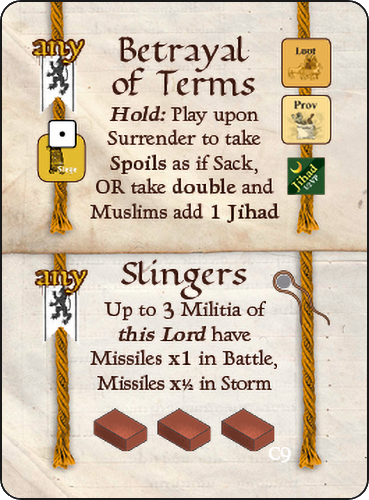 any
Betrayal
of Terms
Loot
Hold: Play upon
Surrender to take
Prov
Spoils as if Sack,
Siege
OR take double and
Jihad
½VP
Muslims add 1 Jihad
any
Slingers
Up to 3 Militia of
this Lord have
Missiles x1 in Battle,
Missiles x½ in Storm
C9